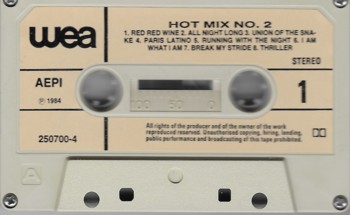 wea
HOT MIX NO. 2
1. RED RED WINE 2. ALL NIGHT LONG 3. UNION OF THE SNA-
KE 4. PARIS LATINO 5. RUNNING WITH THE NIGHT 6. I AM
WHAT I AM 7. BREAK MY STRIDE 8. THRILLER
STEREO
AEPI
℗ 1984
100 50 0
1
All rights of the producer and of the owner of the work
reproduced reserved. Unauthorised copying, hiring, lending,
public performance and broadcasting of this tape prohibited.
250700-4
A